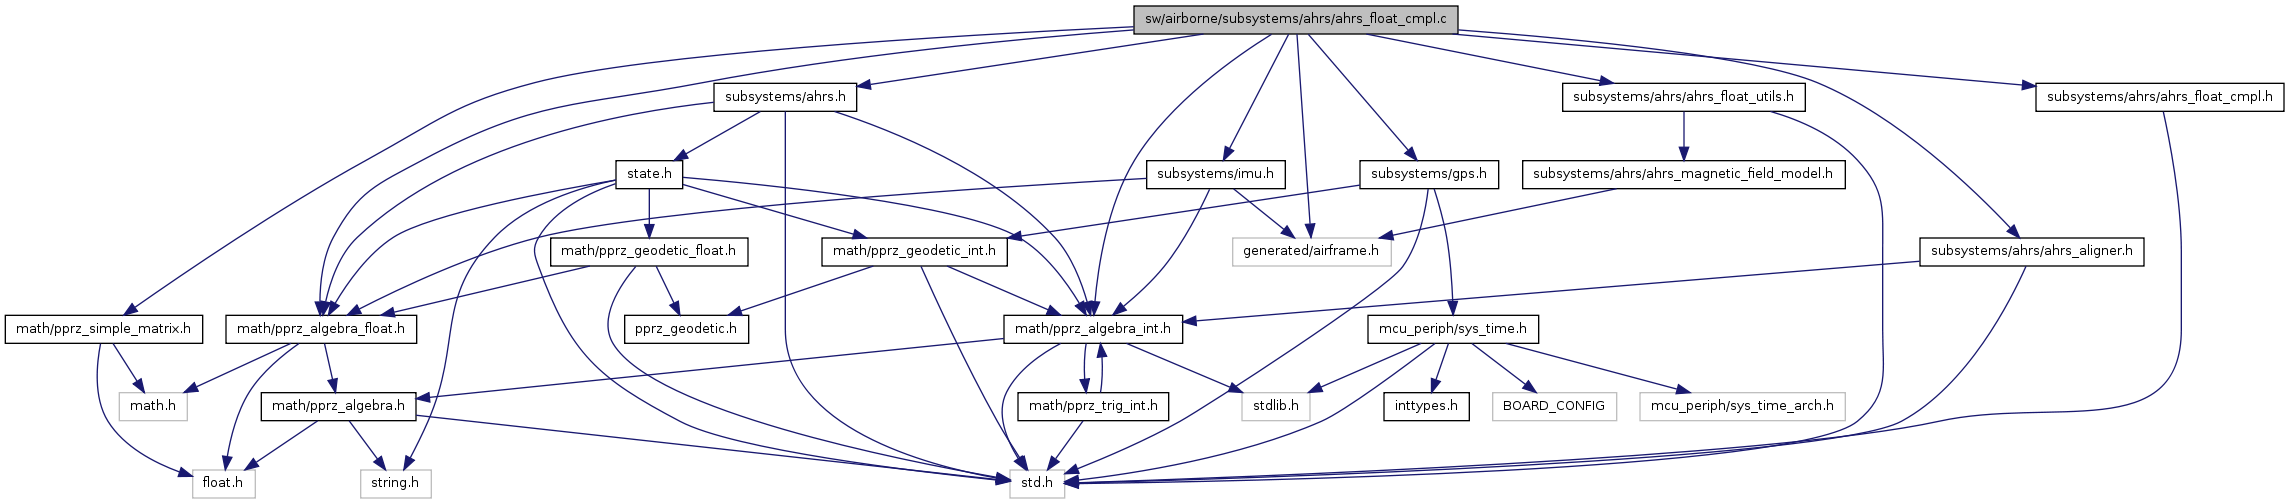 sw/airborne/subsystems/ahrs/ahrs_float_cmpl.c
subsystems/ahrs.h
subsystems/ahrs/ahrs_float_utils.h
subsystems/ahrs/ahrs_float_cmpl.h
state.h
subsystems/imu.h
subsystems/gps.h
subsystems/ahrs/ahrs_magnetic_field_model.h
math/pprz_geodetic_float.h
math/pprz_geodetic_int.h
generated/airframe.h
subsystems/ahrs/ahrs_aligner.h
math/pprz_simple_matrix.h
math/pprz_algebra_float.h
pprz_geodetic.h
math/pprz_algebra_int.h
mcu_periph/sys_time.h
math.h
math/pprz_algebra.h
math/pprz_trig_int.h
stdlib.h
inttypes.h
BOARD_CONFIG
mcu_periph/sys_time_arch.h
float.h
string.h
std.h